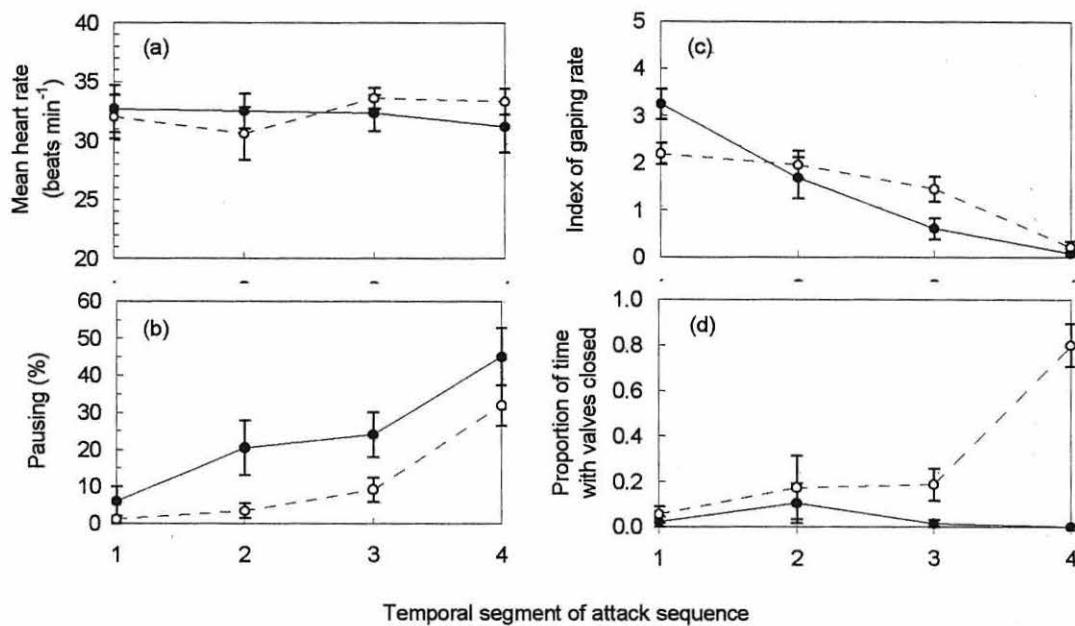 Mean heart rate
(beats min⁻¹)
(a)
40
35
30
25
20
Index of gaping rate
(c)
5
4
3
2
1
0
Pausing (%)
(b)
60
50
40
30
20
10
0
1 2 3 4
Proportion of time
with valves closed
(d)
1.0
0.8
0.6
0.4
0.2
0.0
1 2 3 4
Temporal segment of attack sequence